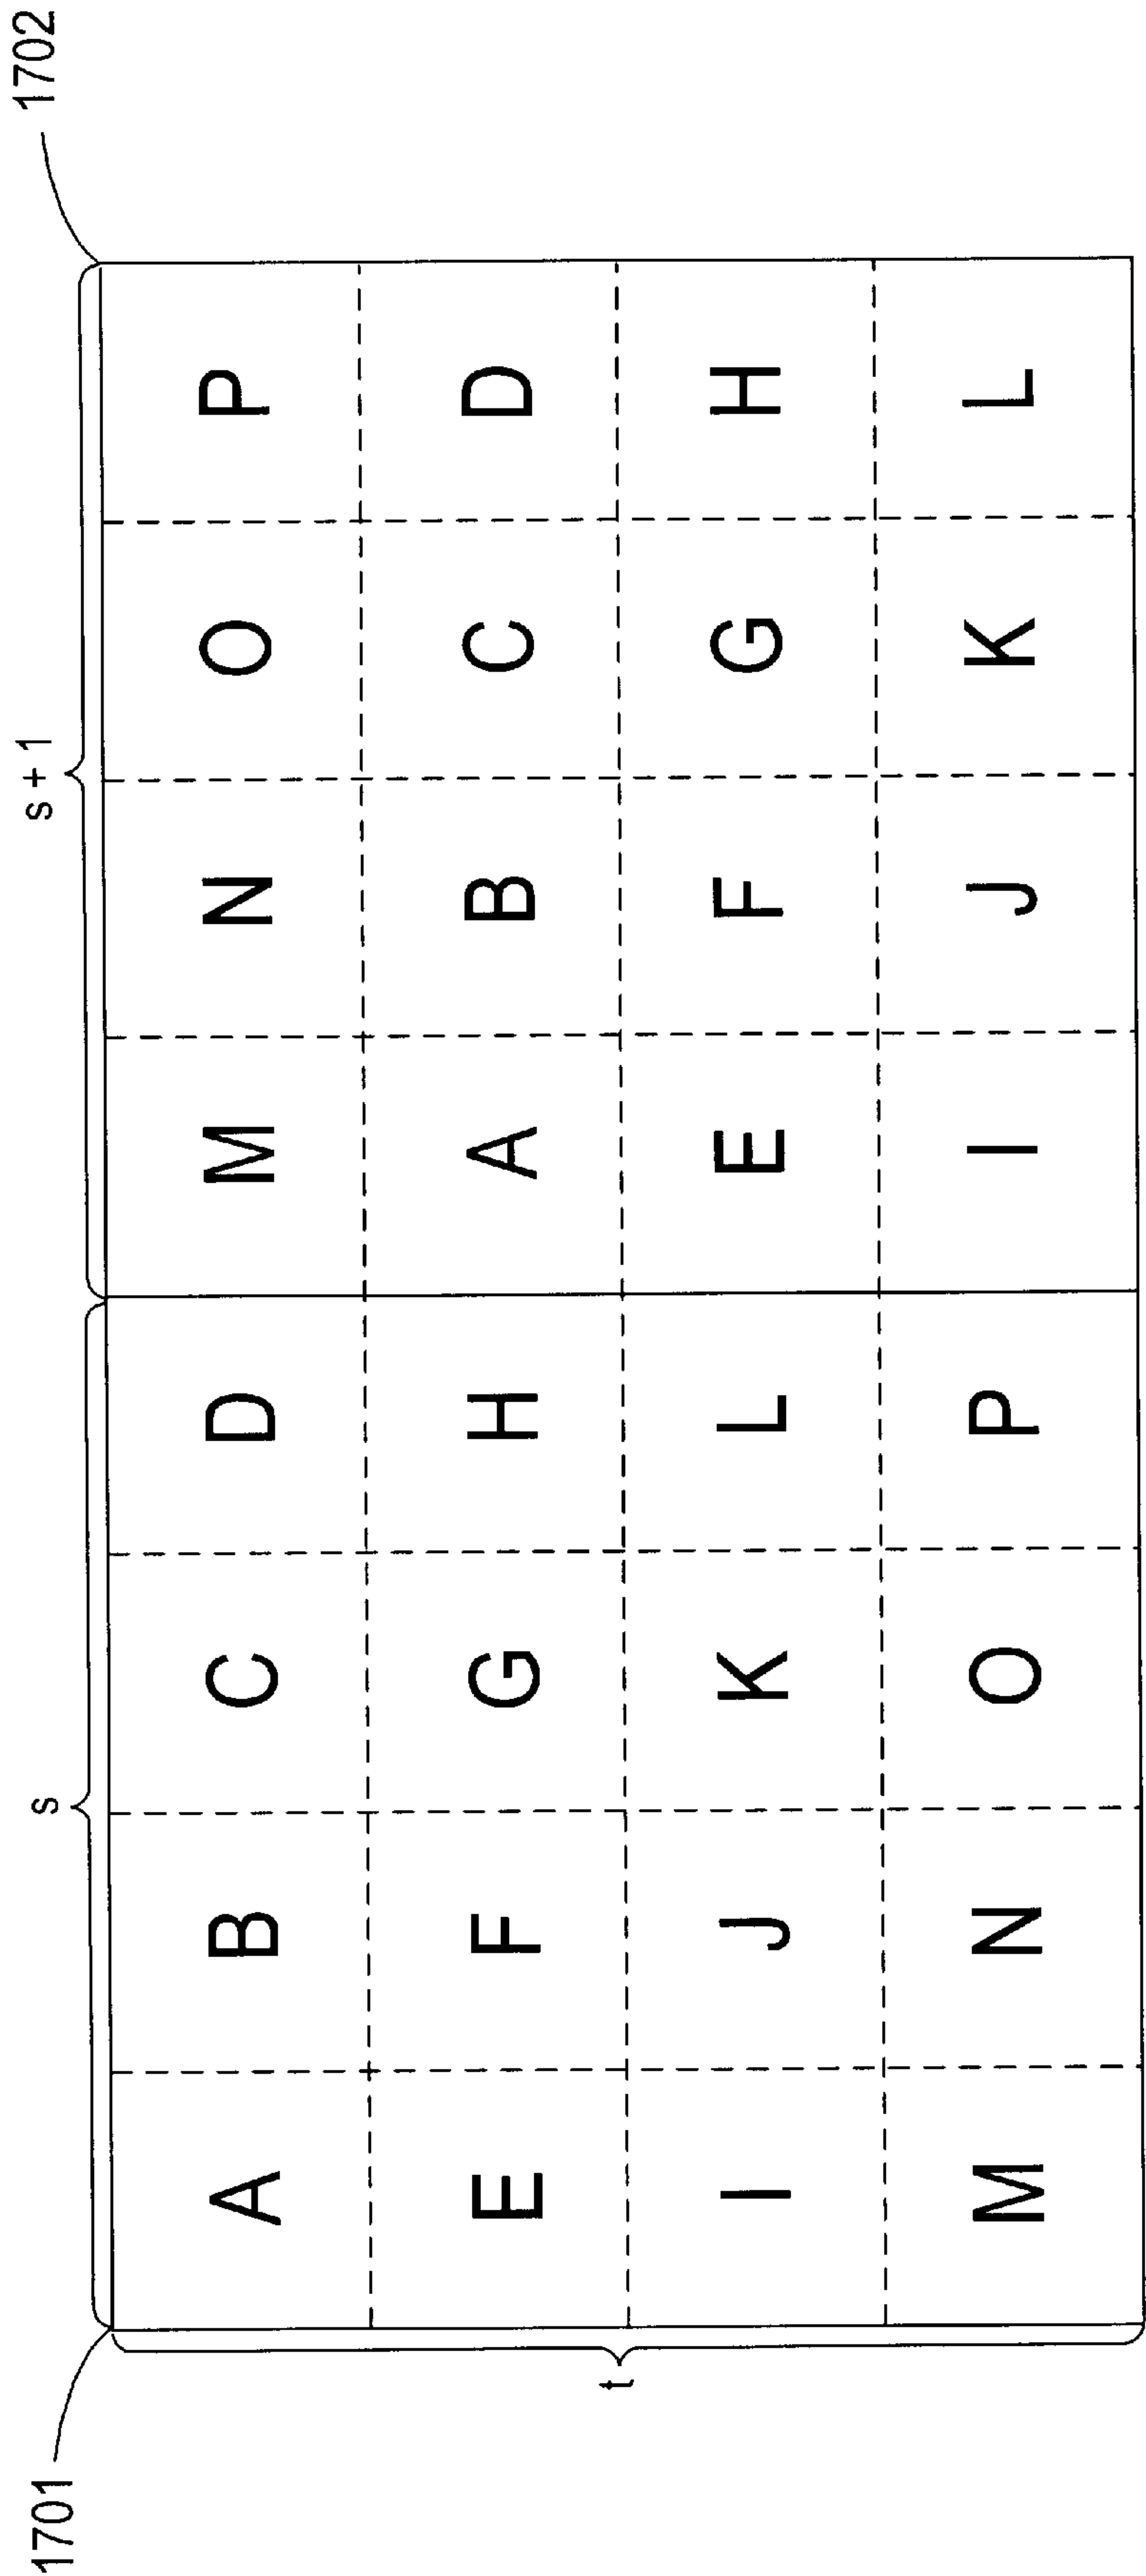 1701 s s + 1 1702
A B C D M N O P
E F G H A B C D
t
I J K L E F G H
M N O P I J K L